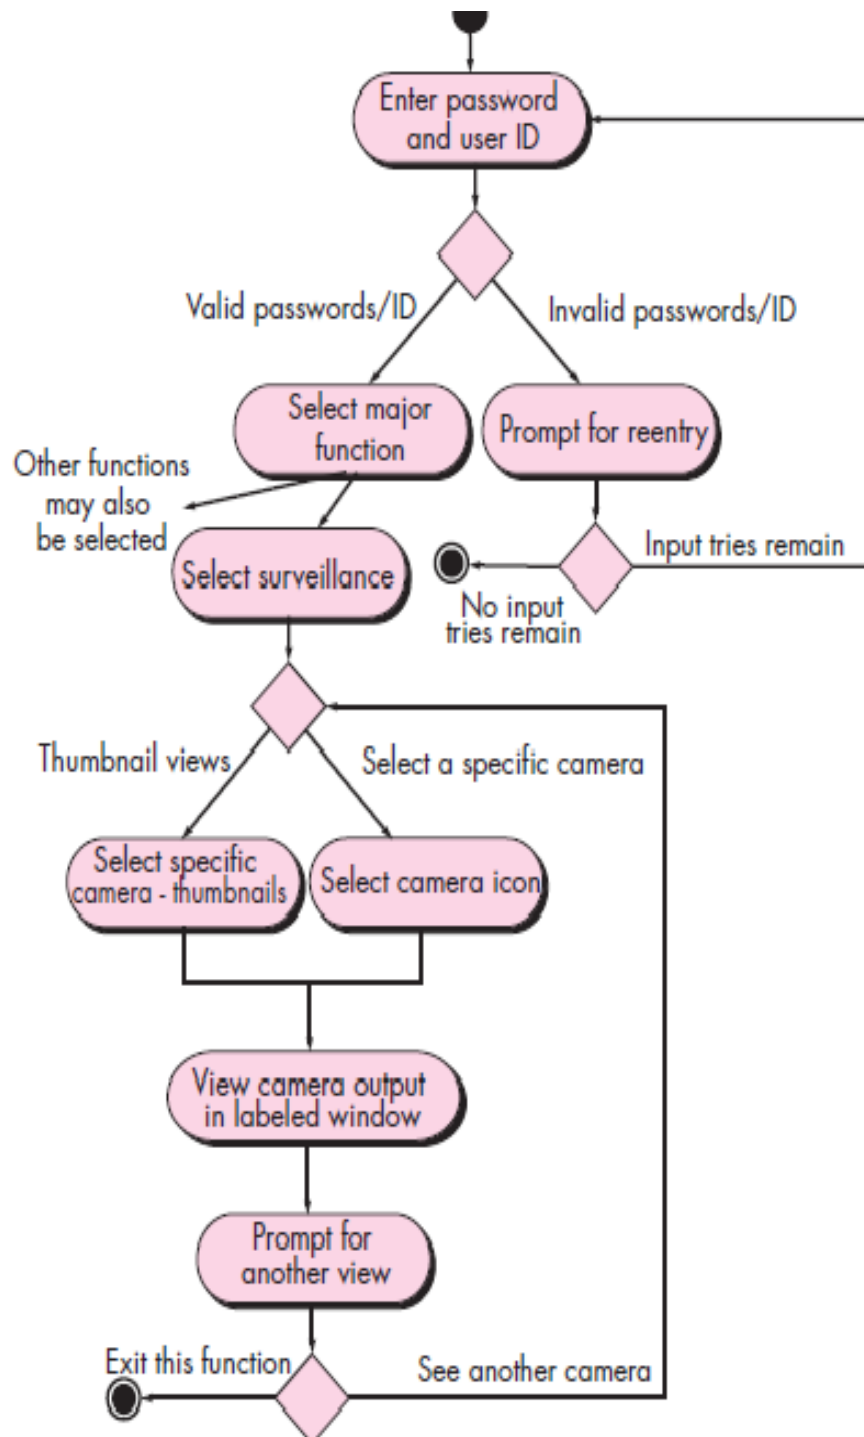 Enter password
and user ID
Valid passwords/ID
Invalid passwords/ID
Select major
function
Prompt for reentry
Other functions
may also
be selected
Select surveillance
Input tries remain
No input
tries remain
Thumbnail views
Select a specific camera
Select specific
camera - thumbnails
Select camera icon
View camera output
in labeled window
Prompt for
another view
Exit this function
See another camera